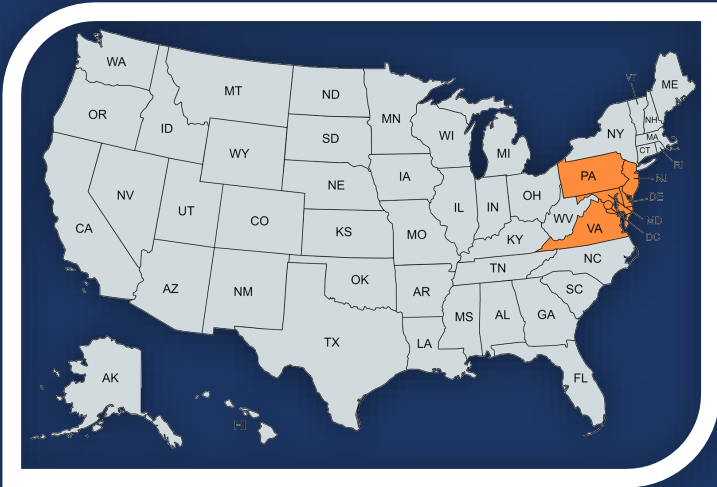 WA
MT
ND
MN
OR
ID
SD
WI
MI
VT
ME
NH
NY
MA
CT
RI
WY
NE
IA
PA
NJ
NV
UT
CO
KS
MO
IL
IN
OH
WV
DE
MD
DC
VA
CA
AZ
NM
OK
AR
KY
TN
NC
SC
MS
AL
GA
TX
LA
FL
AK
HI